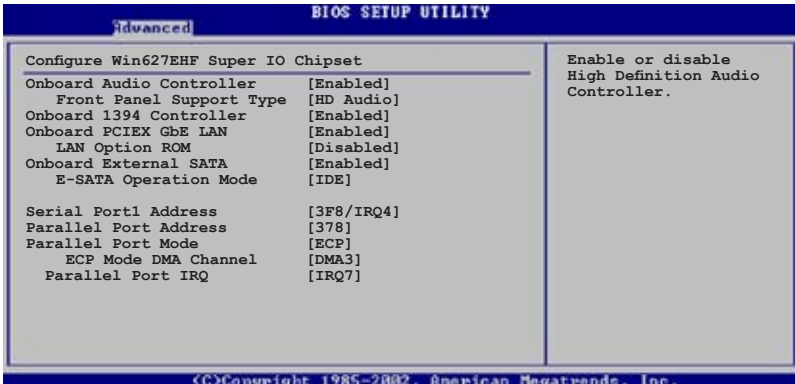 BIOS SETUP UTILITY
Advanced
Configure Win627EHF Super IO Chipset
Onboard Audio Controller [Enabled]
Front Panel Support Type [HD Audio]
Onboard 1394 Controller [Enabled]
Onboard PCIEX GbE LAN [Enabled]
LAN Option ROM [Disabled]
Onboard External SATA [Enabled]
E-SATA Operation Mode [IDE]
Serial Port1 Address [3F8/IRQ4]
Parallel Port Address [378]
Parallel Port Mode [ECP]
ECP Mode DMA Channel [DMA3]
Parallel Port IRQ [IRQ7]
Enable or disable
High Definition Audio
Controller.
(C)Copyright 1985-2002, American Megatrends, Inc.